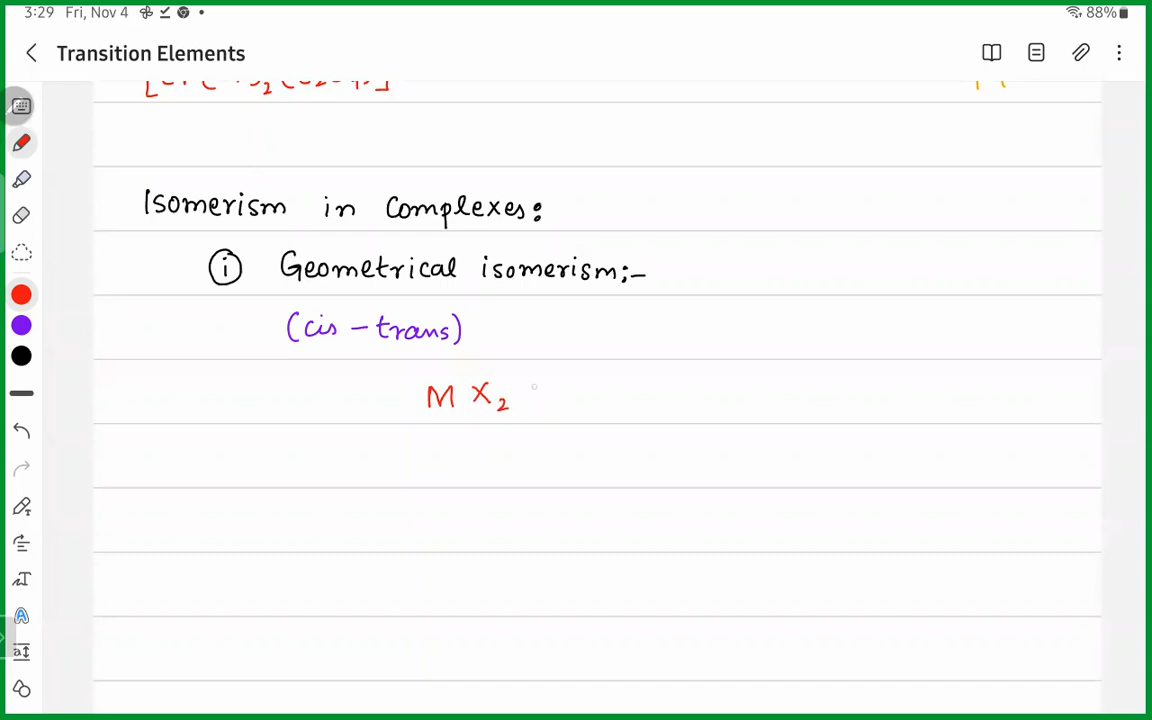 3:29 Fri, Nov 4
88%
Transition Elements
Isomerism in Complexes:
(i) Geometrical isomerism:-
(cis - trans)
M X₂